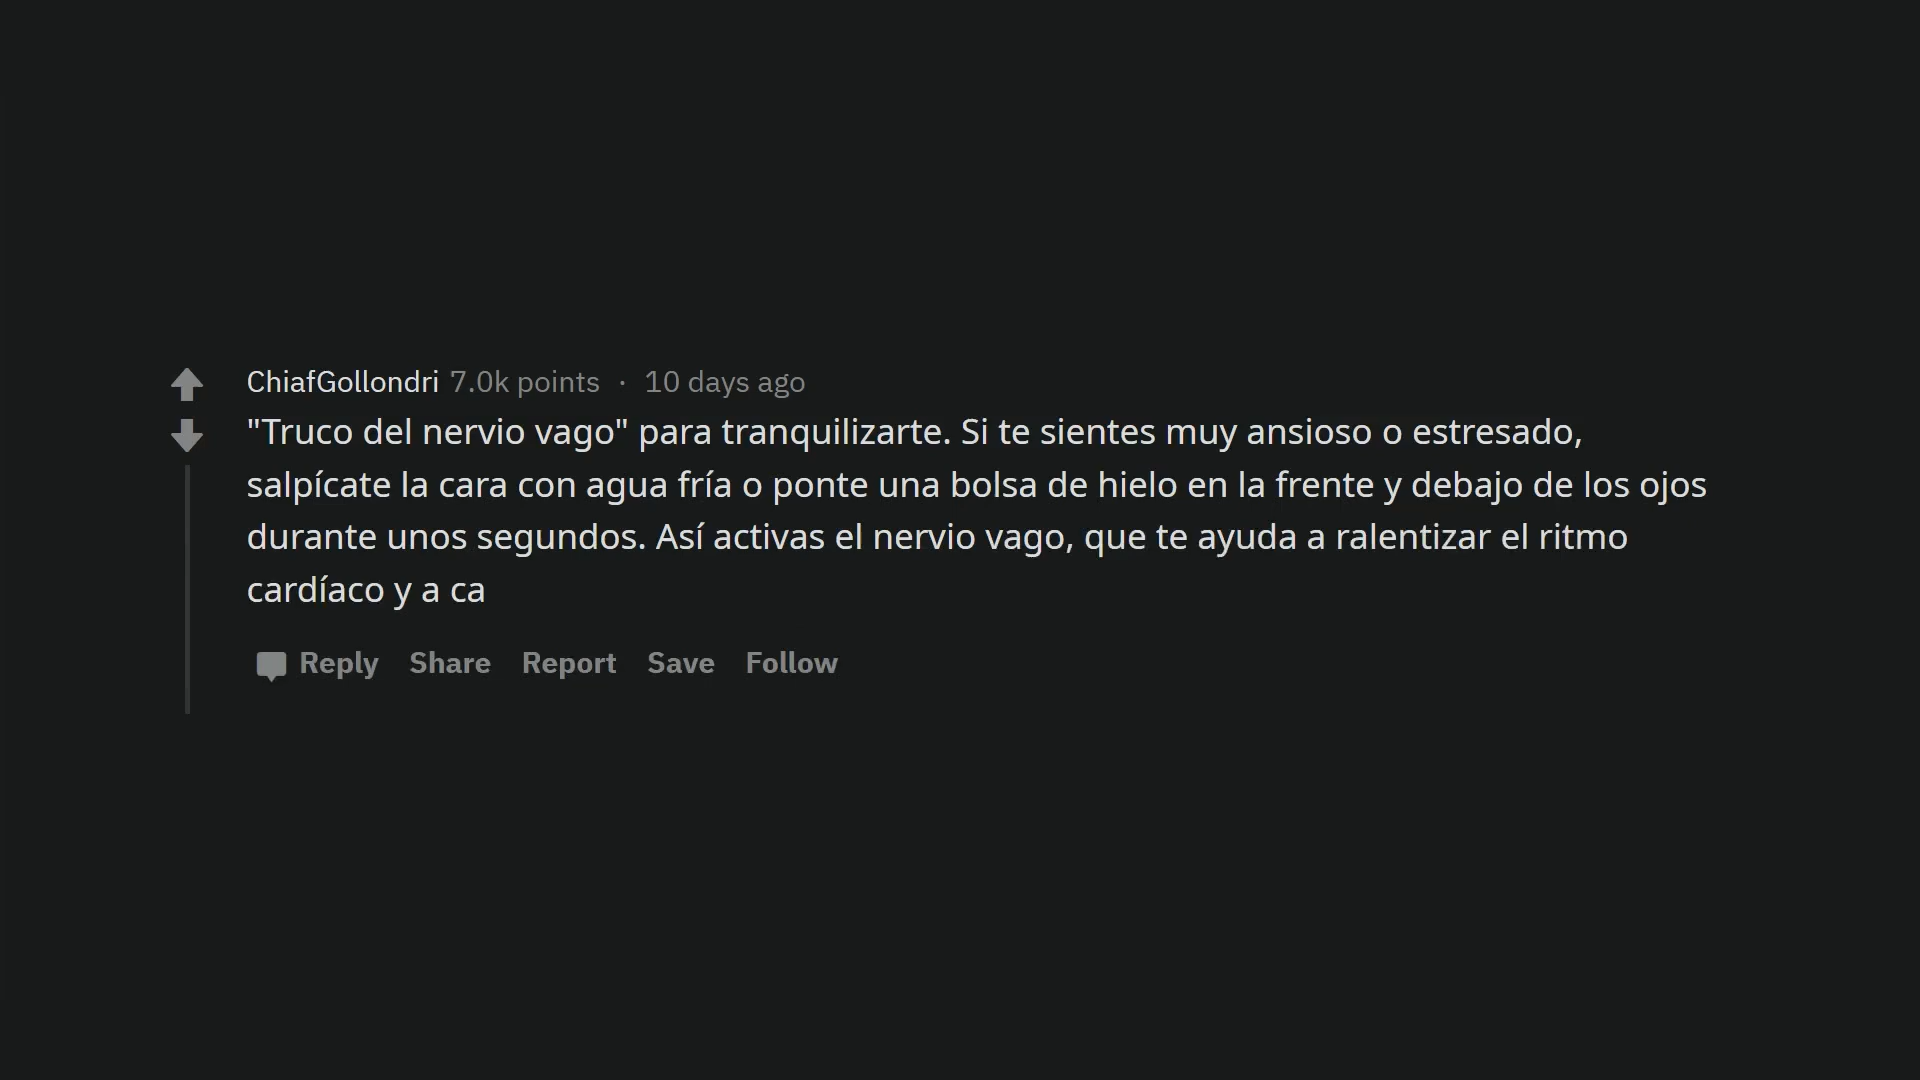 ChiafGollondri 7.0k points · 10 days ago
"Truco del nervio vago" para tranquilizarte. Si te sientes muy ansioso o estresado,
salpícate la cara con agua fría o ponte una bolsa de hielo en la frente y debajo de los ojos
durante unos segundos. Así activas el nervio vago, que te ayuda a ralentizar el ritmo
cardíaco y a ca
Reply Share Report Save Follow